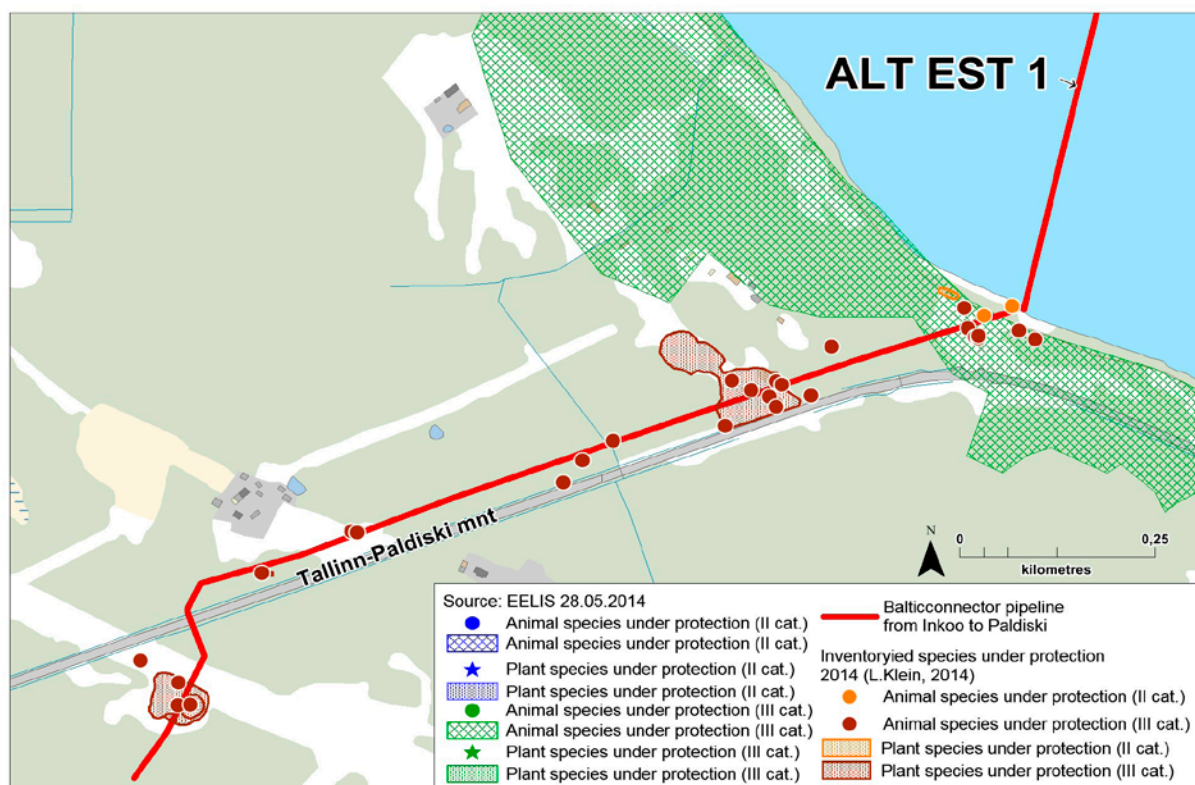 ALT EST 1
Tallinn-Paldiski mnt
N
0
0,25
kilometres
Source: EELIS 28.05.2014
Animal species under protection (II cat.)
Animal species under protection (II cat.)
Plant species under protection (II cat.)
Plant species under protection (II cat.)
Animal species under protection (III cat.)
Animal species under protection (III cat.)
Plant species under protection (III cat.)
Plant species under protection (III cat.)
Balticconnector pipeline
from Inkoo to Paldiski
Inventoryied species under protection
2014 (L.Klein, 2014)
Animal species under protection (II cat.)
Animal species under protection (III cat.)
Plant species under protection (II cat.)
Plant species under protection (III cat.)